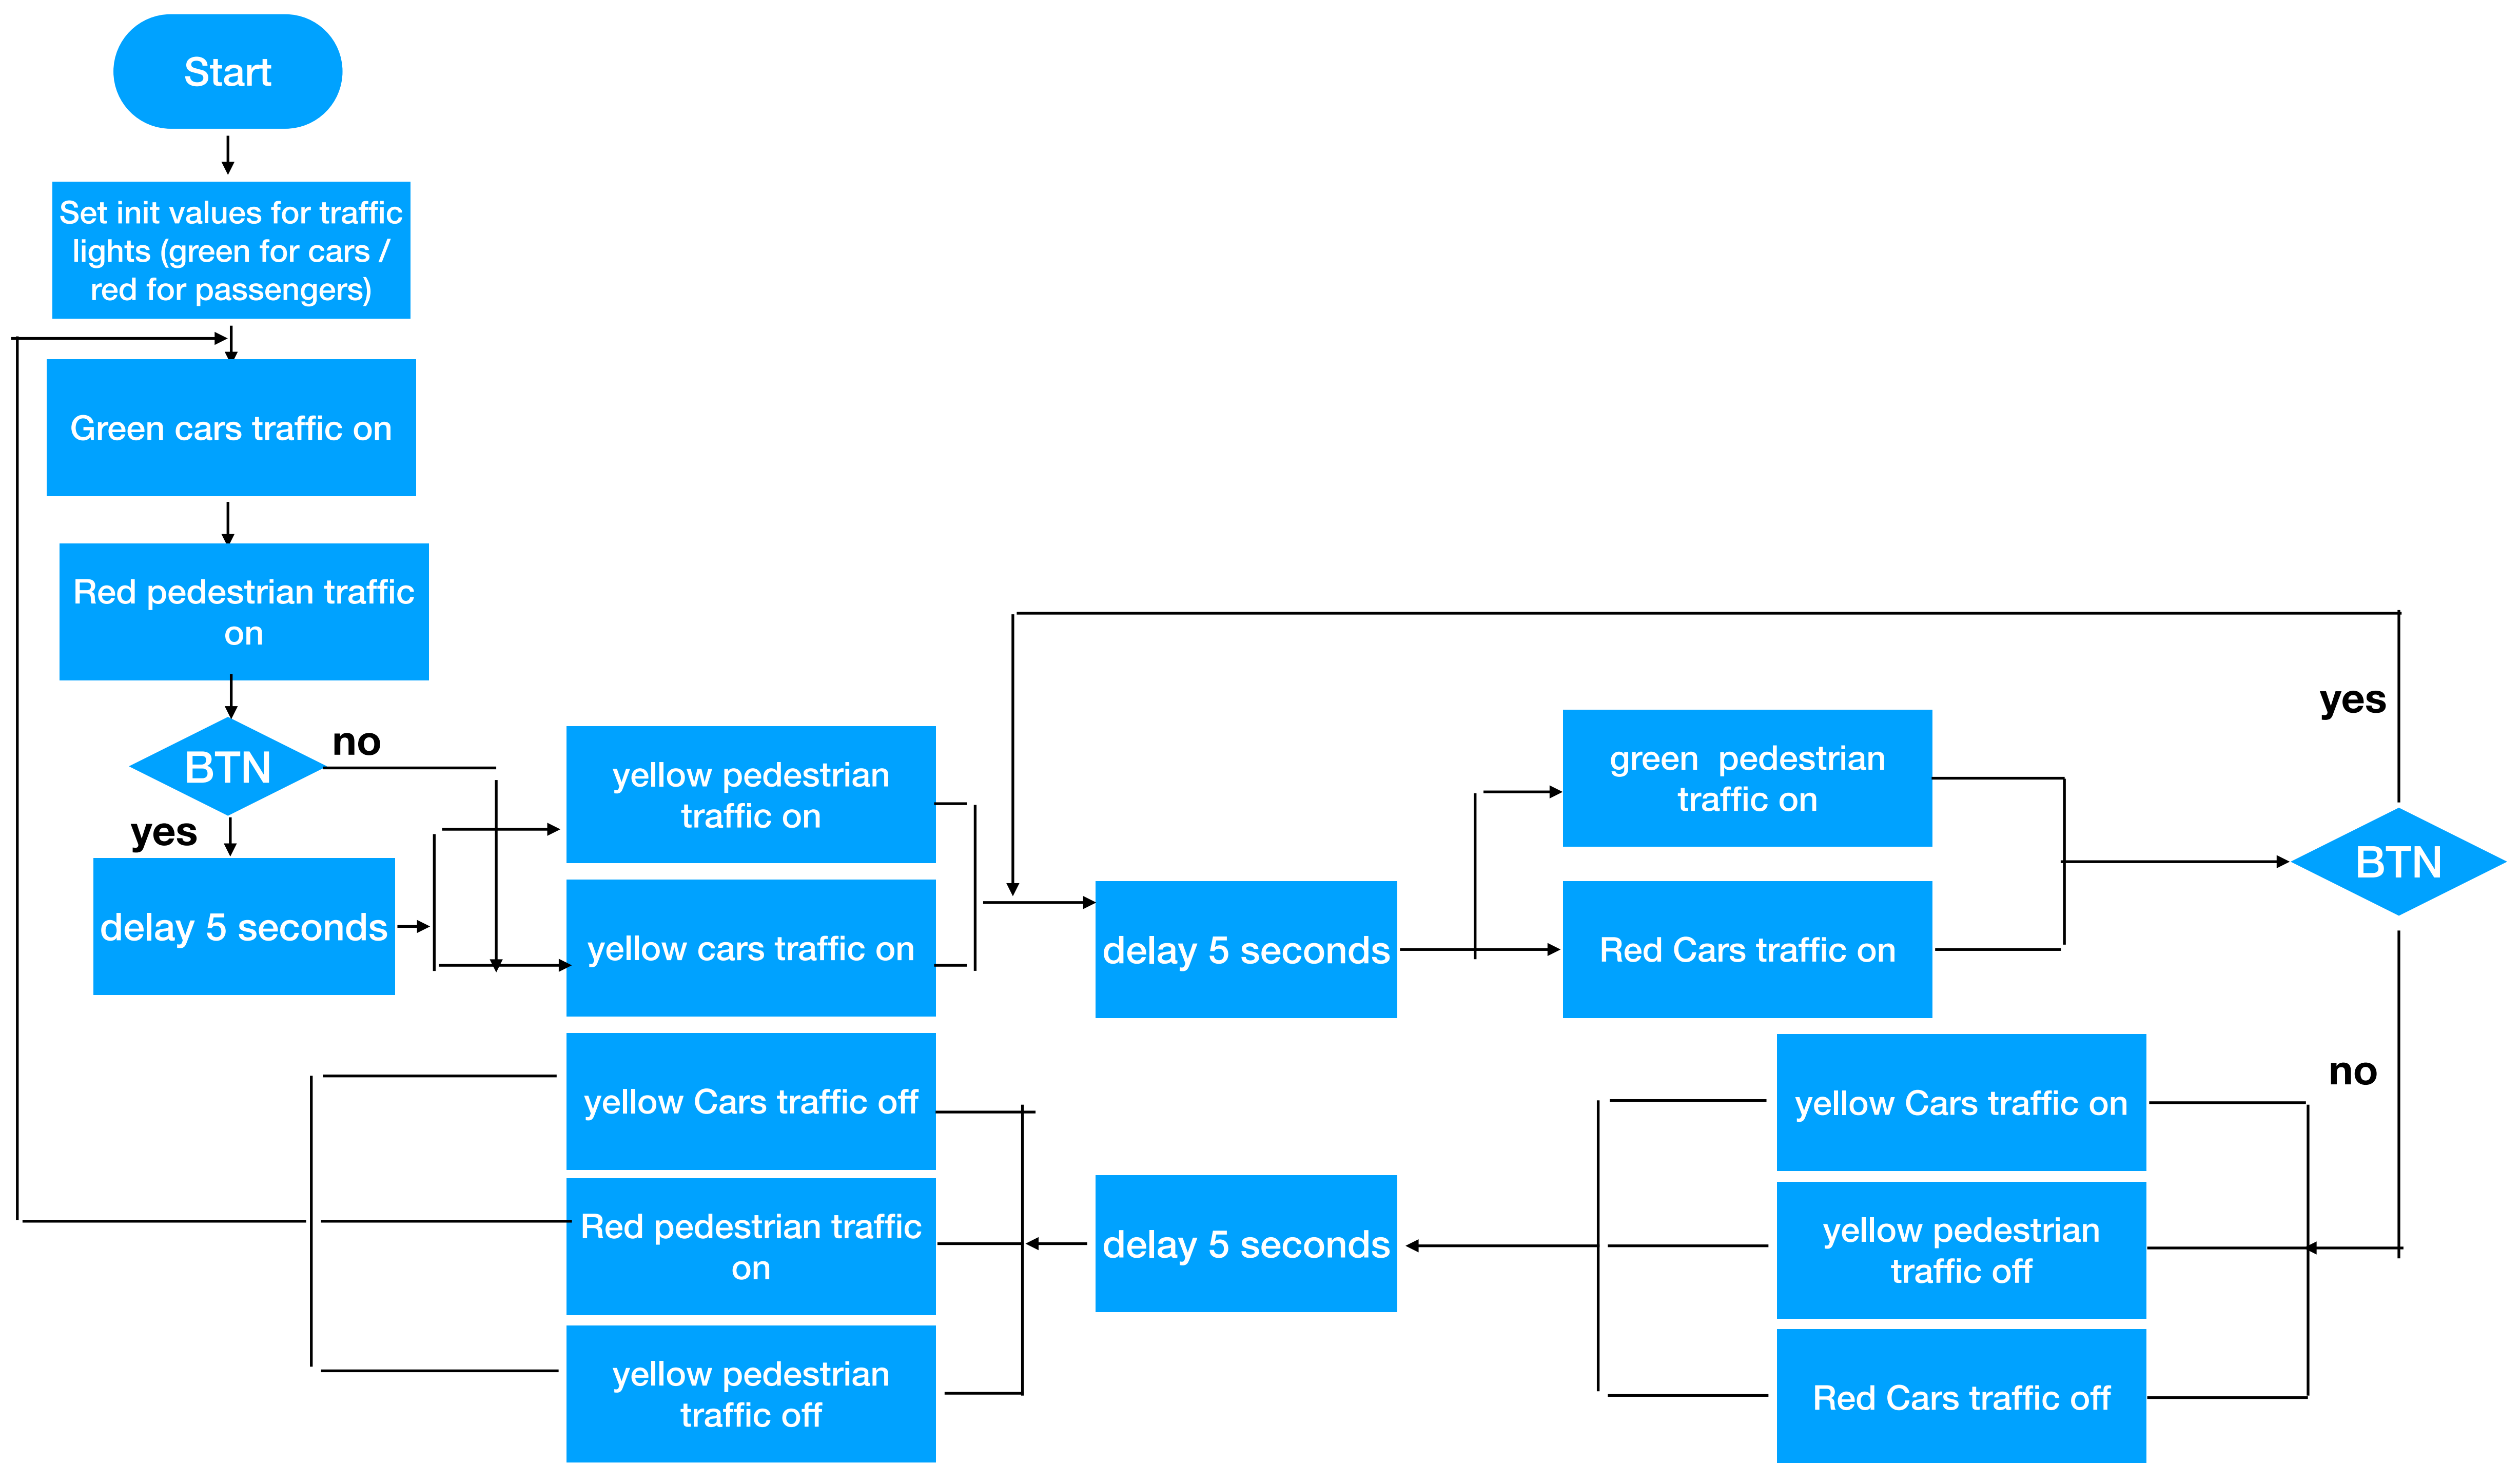 Start
Set init values for traffic
lights (green for cars /
red for passengers)
Green cars traffic on
Red pedestrian traffic
on
BTN
no
yes
delay 5 seconds
yellow pedestrian
traffic on
yellow cars traffic on
delay 5 seconds
green pedestrian
traffic on
Red Cars traffic on
yes
BTN
no
yellow Cars traffic on
yellow pedestrian
traffic off
Red Cars traffic off
delay 5 seconds
yellow Cars traffic off
Red pedestrian traffic
on
yellow pedestrian
traffic off